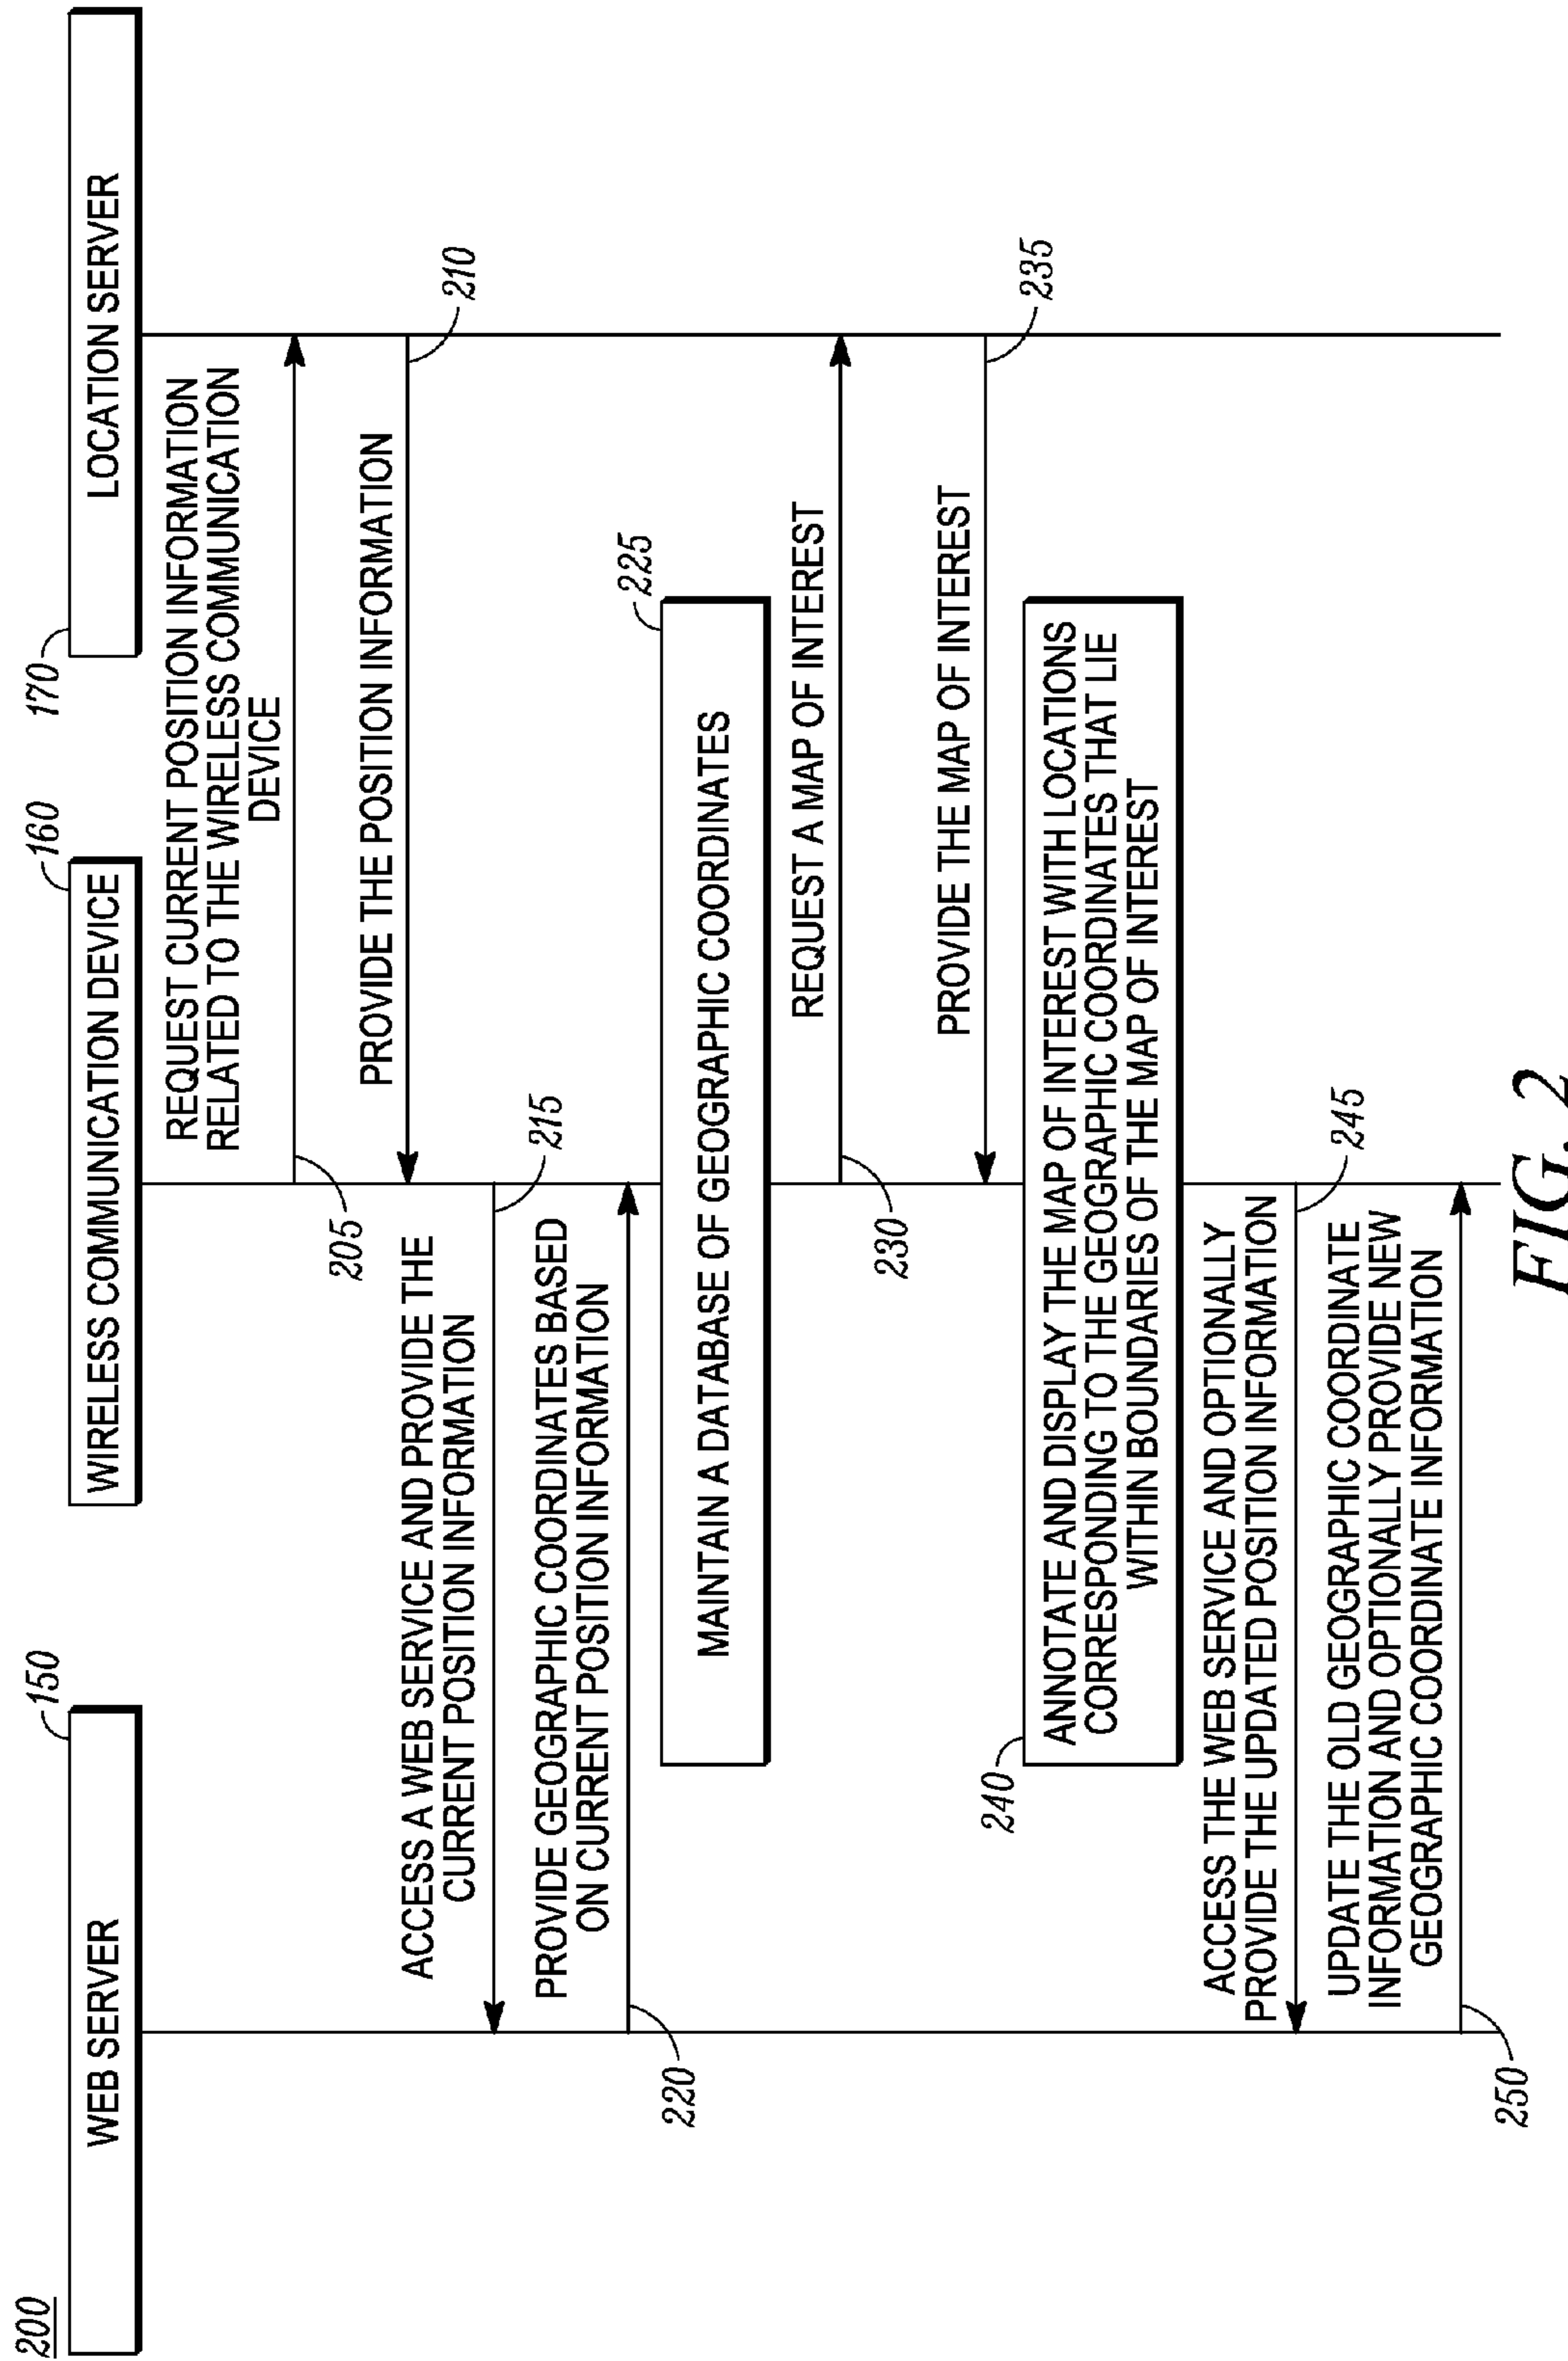 200
150
160
170
WEB SERVER
WIRELESS COMMUNICATION DEVICE
LOCATION SERVER
REQUEST CURRENT POSITION INFORMATION
RELATED TO THE WIRELESS COMMUNICATION
DEVICE
205
PROVIDE THE POSITION INFORMATION
210
ACCESS A WEB SERVICE AND PROVIDE THE
CURRENT POSITION INFORMATION
215
PROVIDE GEOGRAPHIC COORDINATES BASED
ON CURRENT POSITION INFORMATION
220
225
MAINTAIN A DATABASE OF GEOGRAPHIC COORDINATES
REQUEST A MAP OF INTEREST
230
PROVIDE THE MAP OF INTEREST
235
240
ANNOTATE AND DISPLAY THE MAP OF INTEREST WITH LOCATIONS
CORRESPONDING TO THE GEOGRAPHIC COORDINATES THAT LIE
WITHIN BOUNDARIES OF THE MAP OF INTEREST
ACCESS THE WEB SERVICE AND OPTIONALLY
PROVIDE THE UPDATED POSITION INFORMATION
245
UPDATE THE OLD GEOGRAPHIC COORDINATE
INFORMATION AND OPTIONALLY PROVIDE NEW
GEOGRAPHIC COORDINATE INFORMATION
250
FIG. 2